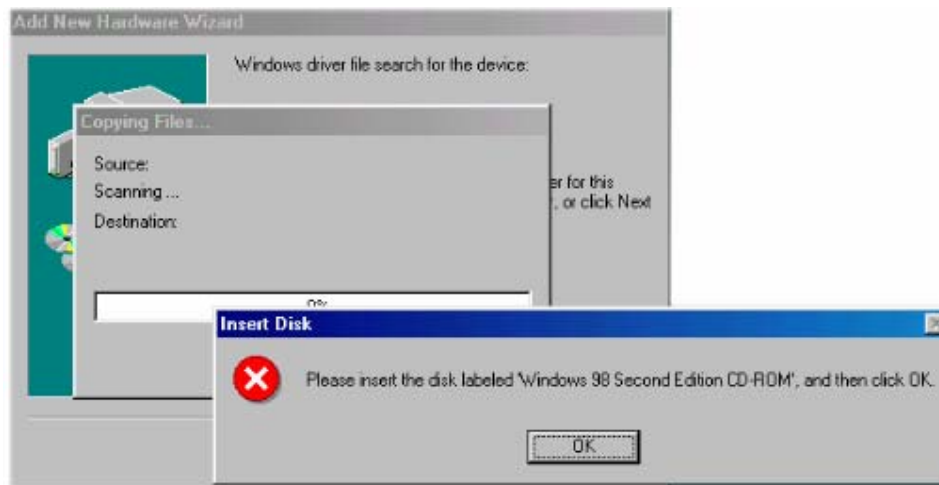 Add New Hardware Wizard
Windows driver file search for the device:
Copying Files...
Source:
Scanning ...
Destination:
er for this
, or click Next
0%
Insert Disk
Please insert the disk labeled 'Windows 98 Second Edition CD-ROM', and then click OK.
OK